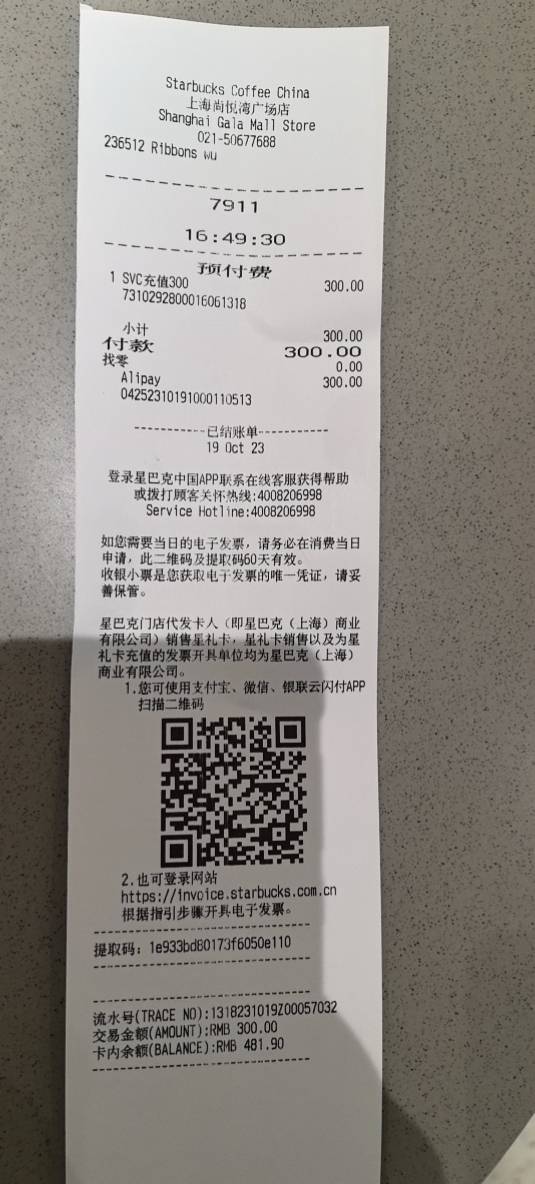 Starbucks Coffee China
上海尚悦湾广场店
Shanghai Gala Mall Store
021-50677688
236512 Ribbons wu
7911
16:49:30
预付费
1 SVC充值300 300.00
7310292800016061318
小计 300.00
付款 300.00
找零 0.00
Alipay 300.00
04252310191000110513
-----------已结账单-----------
19 Oct 23
登录星巴克中国APP联系在线客服获得帮助
或拨打顾客关怀热线:4008206998
Service Hotline:4008206998
如您需要当日的电子发票，请务必在消费当日
申请，此二维码及提取码60天有效。
收银小票是您获取电子发票的唯一凭证，请妥
善保管。
星巴克门店代发卡人（即星巴克（上海）商业
有限公司）销售星礼卡，星礼卡销售以及为星
礼卡充值的发票开具单位均为星巴克（上海）
商业有限公司。
1.您可使用支付宝、微信、银联云闪付APP
扫描二维码
2.也可登录网站
https://invoice.starbucks.com.cn
根据指引步骤开具电子发票。
提取码：1e933bd80173f6050e110
流水号(TRACE NO):1318231019Z00057032
交易金额(AMOUNT):RMB 300.00
卡内余额(BALANCE):RMB 481.90